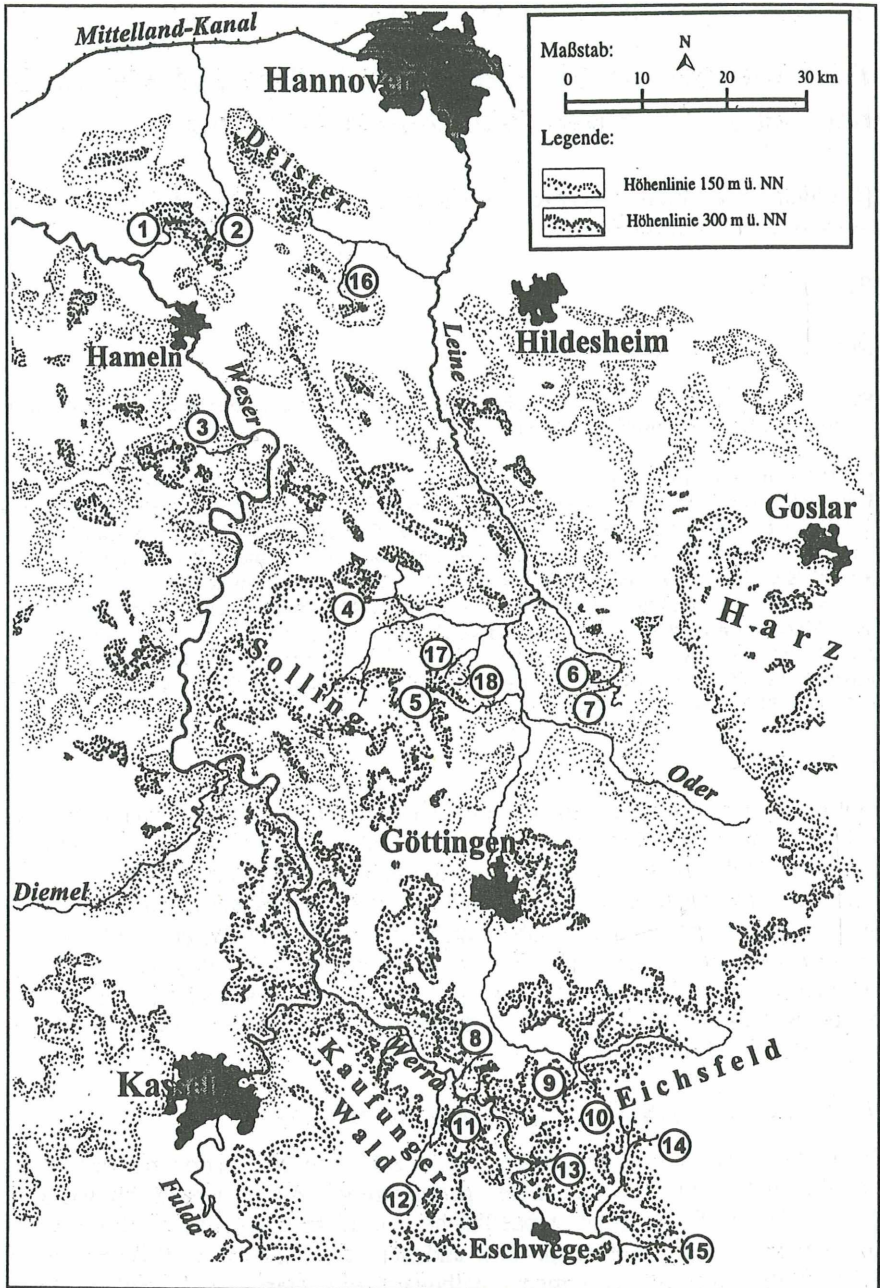 Mittelland-Kanal
Hannover
Maßstab:
N
0 10 20 30 km
Legende:
Höhenlinie 150 m ü. NN
Höhenlinie 300 m ü. NN
Deister
1
2
16
Hameln
Hildesheim
Leine
Weser
3
Goslar
Harz
4
Solling
17
18
5
6
7
Oder
Göttingen
Diemel
8
Werra
Kassel
Kaufunger
Wald
9
Eichsfeld
10
11
12
13
14
Fulda
Eschwege
15